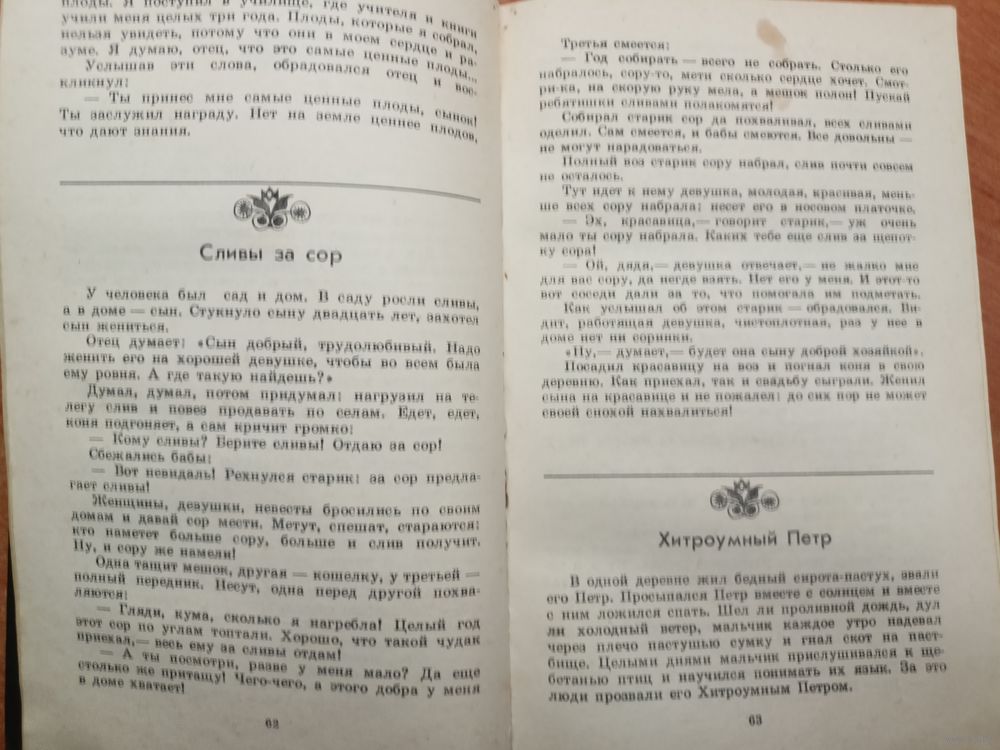 плоды. Я поступил в училище, где учителя и книги
учили меня целых три года. Плоды, которые я собрал,
нельзя увидеть, потому что они в моем сердце и ра-
зуме. Я думаю, отец, что это самые ценные плоды...
Услышав эти слова, обрадовался отец и вос-
кликнул:
— Ты принес мне самые ценные плоды, сынок!
Ты заслужил награду. Нет на земле ценнее плодов,
что дают знания.
Сливы за сор
У человека был сад и дом. В саду росли сливы,
а в доме — сын. Стукнуло сыну двадцать лет, захотел
сын жениться.
Отец думает: «Сын добрый, трудолюбивый. Надо
женить его на хорошей девушке, чтобы во всем была
ему ровня. А где такую найдешь?»
Думал, думал, потом придумал: нагрузил на те-
легу слив и повез продавать по селам. Едет, едет,
коня подгоняет, а сам кричит громко:
— Кому сливы? Берите сливы! Отдаю за сор!
Сбежались бабы:
— Вот невидаль! Рехнулся старик: за сор предла-
гает сливы!
Женщины, девушки, невесты бросились по своим
домам и давай сор мести. Метут, спешат, стараются:
кто наметет больше сору, больше и слив получит.
Ну, и сору же намели!
Одна тащит мешок, другая — кошелку, у третьей —
полный передник. Несут, одна перед другой похва-
ляются:
— Гляди, кума, сколько я нагребла! Целый год
этот сор по углам топтали. Хорошо, что такой чудак
приехал,— весь ему за сливы отдам!
— А ты посмотри, разве у меня мало? Да еще
столько же притащу! Чего-чего, а этого добра у меня
в доме хватает!
62
Третья смеется:
— Год собирать — всего не собрать. Столько его
набралось, сору-то, мети сколько сердце хочет. Смот-
ри-ка, на скорую руку мела, а мешок полон! Пускай
ребятишки сливами полакомятся!
Собирал старик сор да похваливал, всех сливами
оделил. Сам смеется, и бабы смеются. Все довольны —
не могут нарадоваться.
Полный воз старик сору набрал, слив почти совсем
не осталось.
Тут идет к нему девушка, молодая, красивая, мень-
ше всех сору набрала: несет его в носовом платочке.
— Эх, красавица,— говорит старик,— уж очень
мало ты сору набрала. Каких тебе еще слив за щепот-
ку сора!
— Ой, дядя,— девушка отвечает,— не жалко мне
для вас сору, да негде взять. Нет его у меня. И этот-то
вот соседи дали за то, что помогала им подметать.
Как услышал об этом старик — обрадовался. Ви-
дит, работящая девушка, чистоплотная, раз у нее в
доме нет ни соринки.
«Ну,— думает,— будет она сыну доброй хозяйкой».
Посадил красавицу на воз и погнал коня в свою
деревню. Как приехал, так и свадьбу сыграли. Женил
сына на красавице и не пожалел: до сих пор не может
своей снохой нахвалиться!
Хитроумный Петр
В одной деревне жил бедный сирота-пастух, звали
его Петр. Просыпался Петр вместе с солнцем и вместе
с ним ложился спать. Шел ли проливной дождь, дул
ли холодный ветер, мальчик каждое утро надевал
через плечо пастушью сумку и гнал скот на паст-
бище. Целыми днями мальчик прислушивался к ще-
бетанью птиц и научился понимать их язык. За это
люди прозвали его Хитроумным Петром.
63